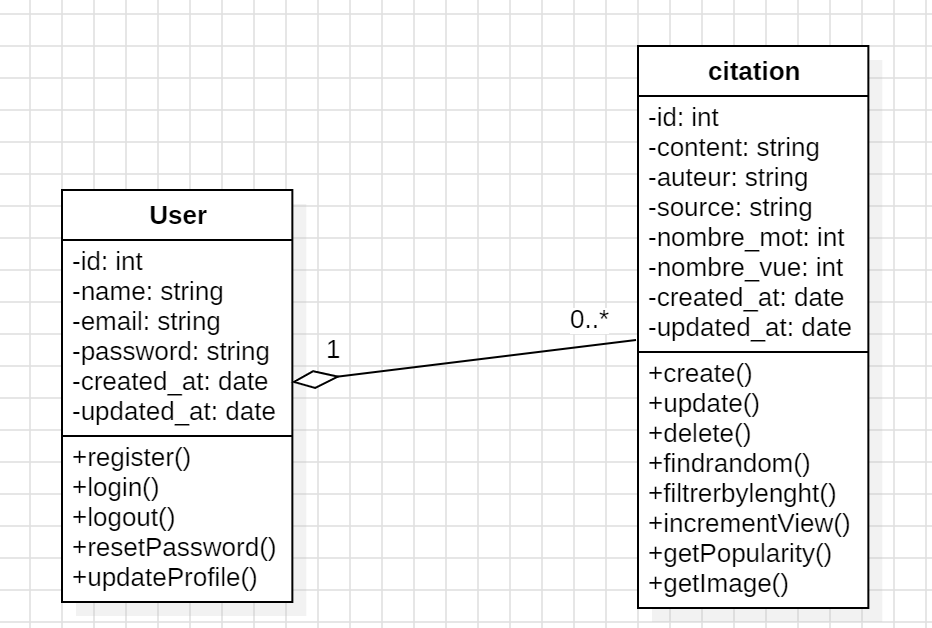 User
-id: int
-name: string
-email: string
-password: string
-created_at: date
-updated_at: date
+register()
+login()
+logout()
+resetPassword()
+updateProfile()
1
0..*
citation
-id: int
-content: string
-auteur: string
-source: string
-nombre_mot: int
-nombre_vue: int
-created_at: date
-updated_at: date
+create()
+update()
+delete()
+findrandom()
+filtrerbylenght()
+incrementView()
+getPopularity()
+getImage()